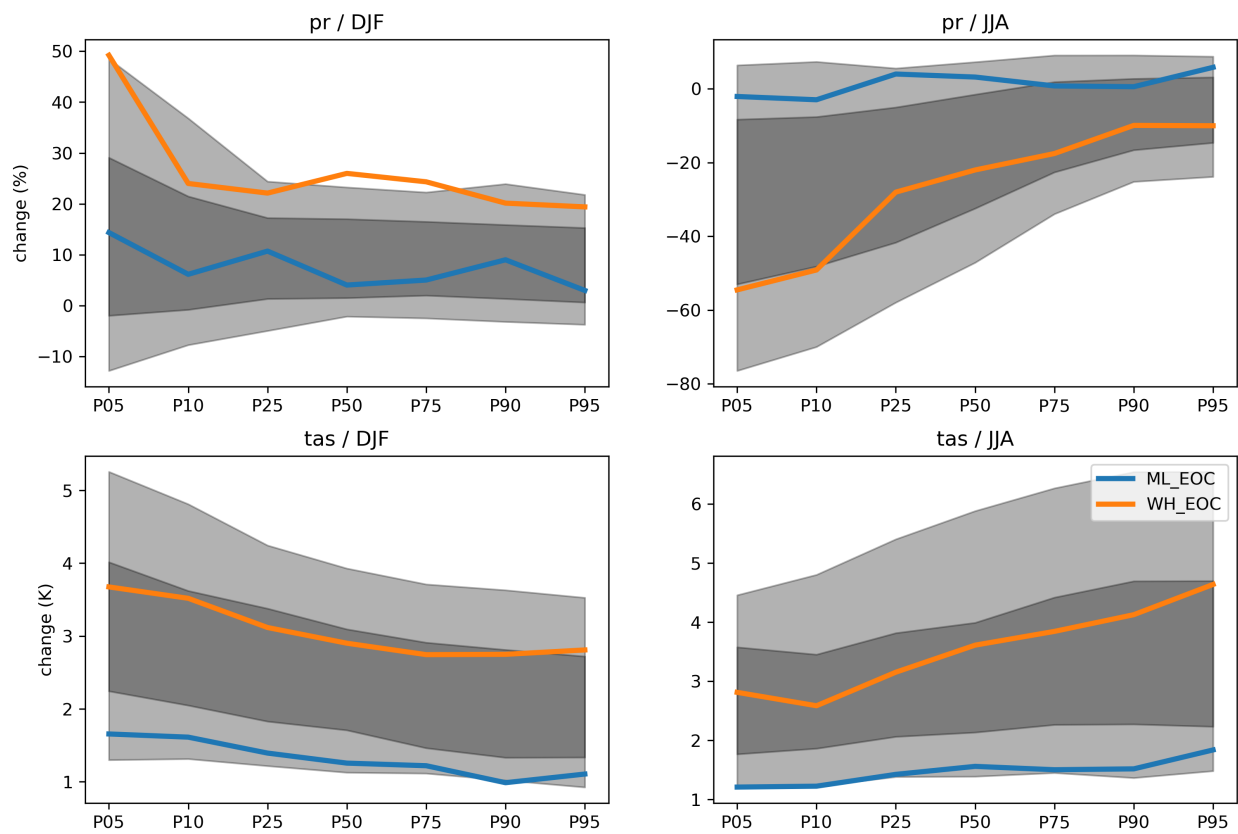 pr / DJF
change (%)
50
40
30
20
10
0
−10
P05 P10 P25 P50 P75 P90 P95
pr / JJA
0
−20
−40
−60
−80
P05 P10 P25 P50 P75 P90 P95
tas / DJF
change (K)
5
4
3
2
1
P05 P10 P25 P50 P75 P90 P95
tas / JJA
ML_EOC
WH_EOC
6
5
4
3
2
1
P05 P10 P25 P50 P75 P90 P95